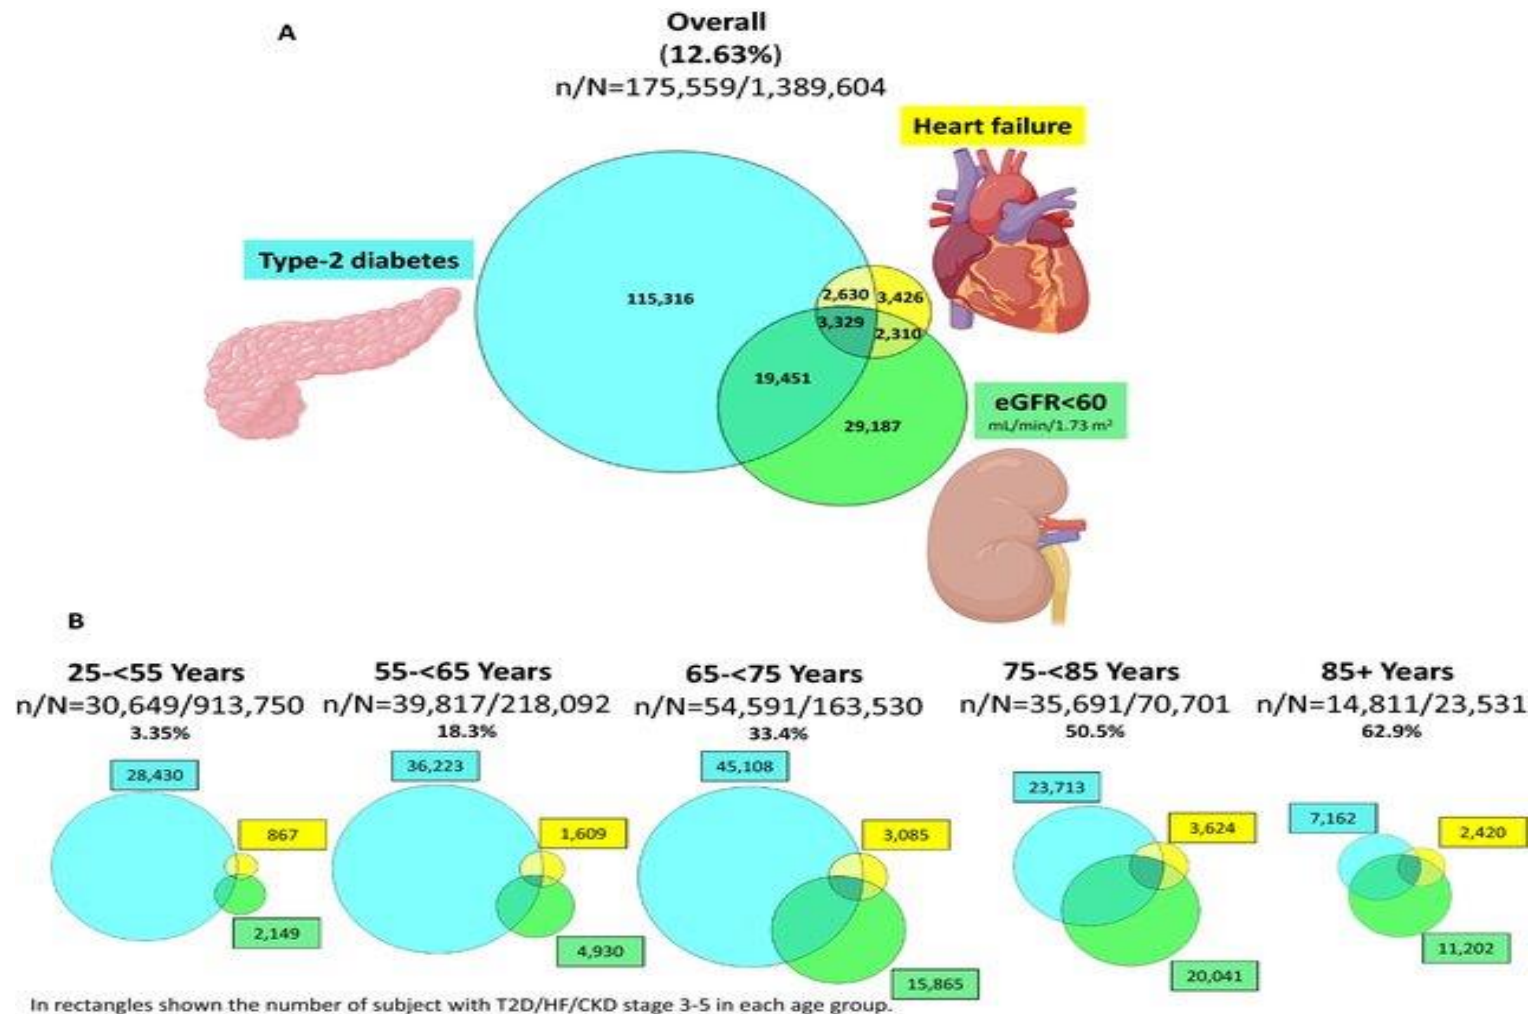 A
Overall
(12.63%)
n/N=175,559/1,389,604
Heart failure
Type-2 diabetes
115,316
2,630
3,426
3,329
2,310
19,451
29,187
eGFR<60
mL/min/1.73 m²
B
25-<55 Years
n/N=30,649/913,750
3.35%
28,430
867
2,149
55-<65 Years
n/N=39,817/218,092
18.3%
36,223
1,609
4,930
65-<75 Years
n/N=54,591/163,530
33.4%
45,108
3,085
15,865
75-<85 Years
n/N=35,691/70,701
50.5%
23,713
3,624
20,041
85+ Years
n/N=14,811/23,531
62.9%
7,162
2,420
11,202
In rectangles shown the number of subject with T2D/HF/CKD stage 3-5 in each age group.